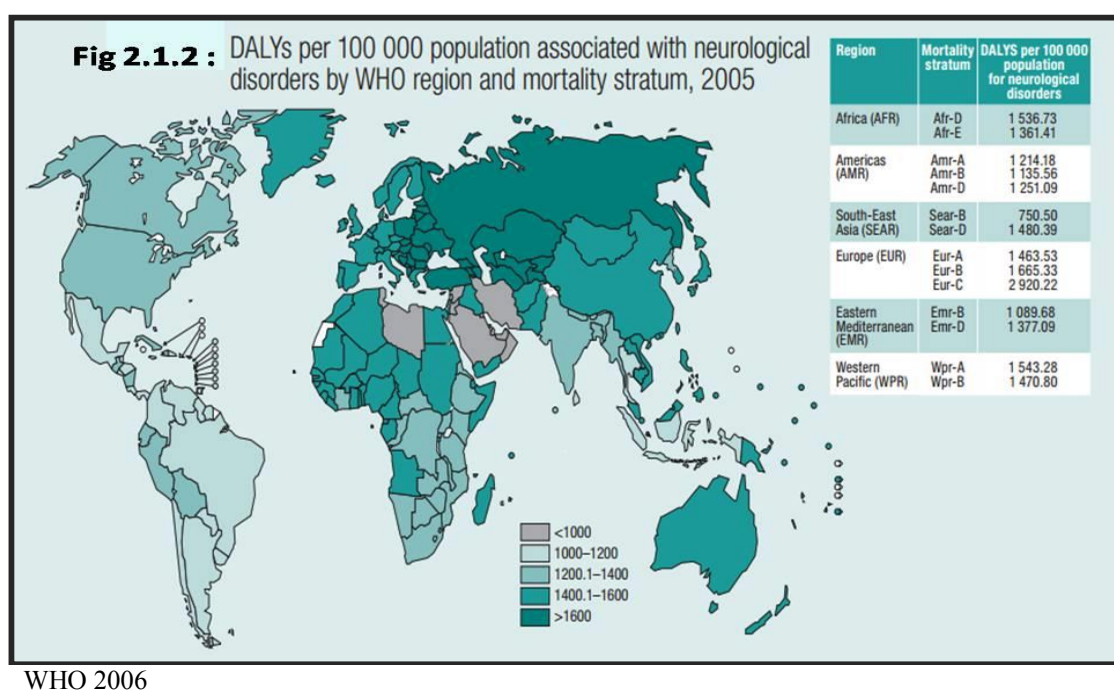 Fig 2.1.2 : DALYs per 100 000 population associated with neurological
disorders by WHO region and mortality stratum, 2005
Region Mortality stratum DALYS per 100 000 population for neurological disorders
Africa (AFR) Afr-D 1 536.73
Afr-E 1 361.41
Americas (AMR) Amr-A 1 214.18
Amr-B 1 135.56
Amr-D 1 251.09
South-East Asia (SEAR) Sear-B 750.50
Sear-D 1 480.39
Europe (EUR) Eur-A 1 463.53
Eur-B 1 665.33
Eur-C 2 920.22
Eastern Mediterranean (EMR) Emr-B 1 089.68
Emr-D 1 377.09
Western Pacific (WPR) Wpr-A 1 543.28
Wpr-B 1 470.80
<1000
1000–1200
1200.1–1400
1400.1–1600
>1600
WHO 2006